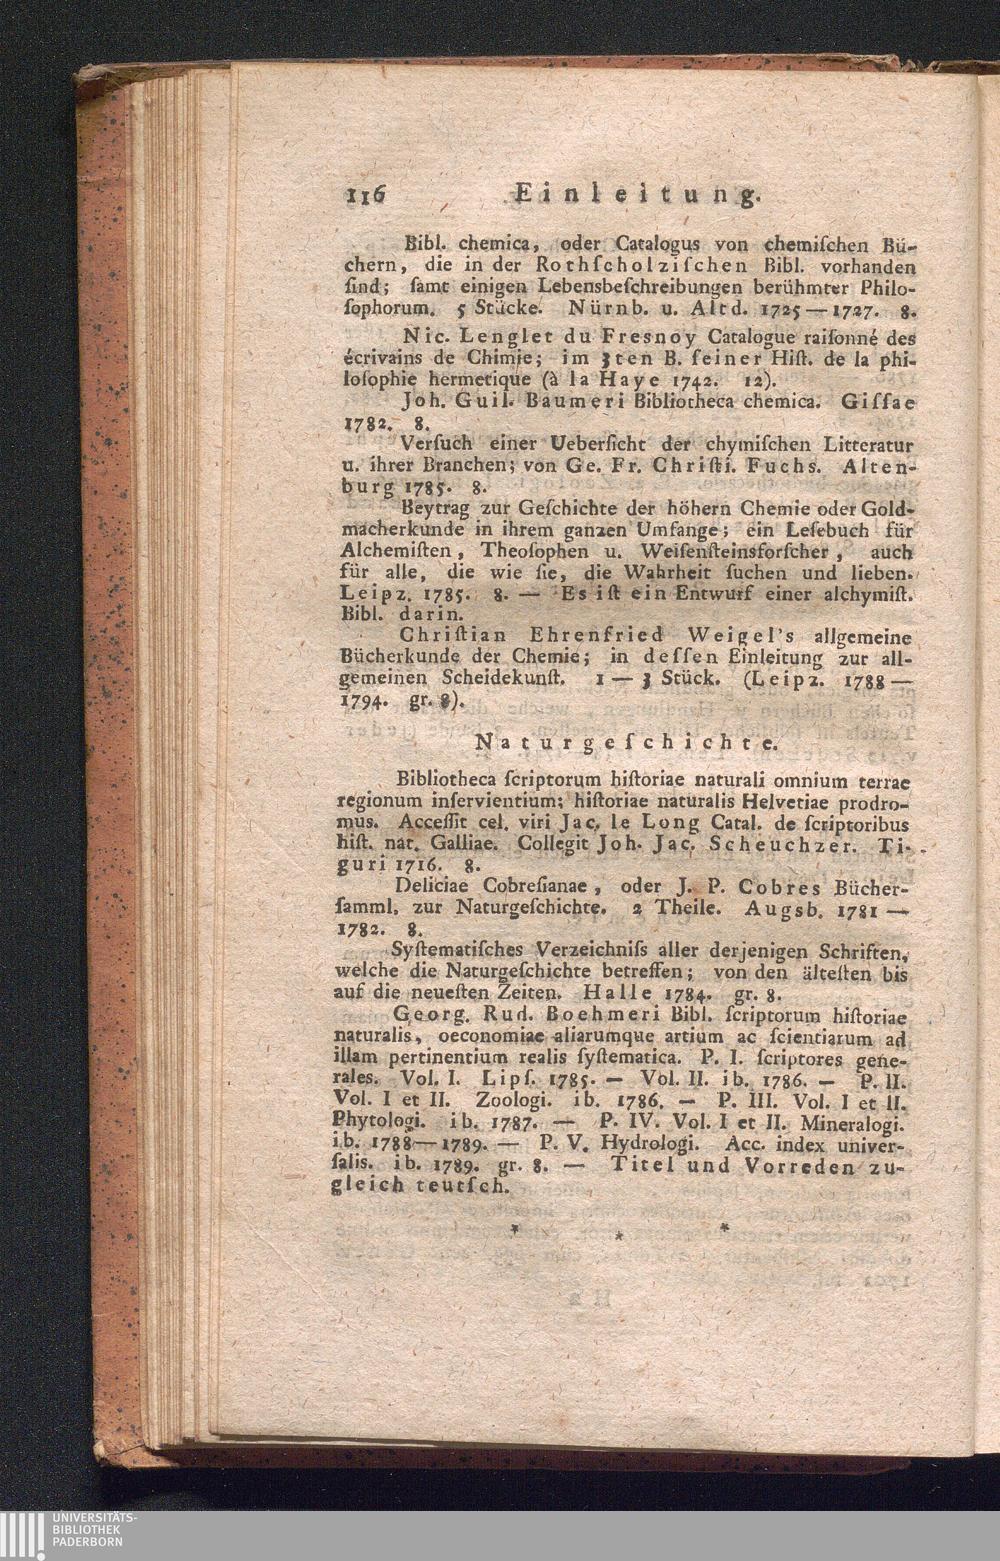 116 Einleitung.
Bibl. chemica, oder Catalogus von chemiſchen Bü-
chern, die in der Rothſcholziſchen Bibl. vorhanden
ſind; ſamt einigen Lebensbeſchreibungen berühmter Philo-
ſophorum. 5 Stücke. Nürnb. u. Altd. 1725 — 1727. 8.
Nic. Lenglet du Fresnoy Catalogue raiſonné des
écrivains de Chimie; im 3ten B. ſeiner Hiſt. de la phi-
loſophie hermetique (à la Haye 1742. 12).
Joh. Guil. Baumeri Bibliotheca chemica. Giſſae
1782. 8.
Verſuch einer Ueberſicht der chymiſchen Litteratur
u. ihrer Branchen; von Ge. Fr. Chriſti. Fuchs. Alten-
burg 1785. 8.
Beytrag zur Geſchichte der höhern Chemie oder Gold-
macherkunde in ihrem ganzen Umfange; ein Leſebuch für
Alchemiſten, Theoſophen u. Weiſenſteinsforſcher, auch
für alle, die wie ſie, die Wahrheit ſuchen und lieben.
Leipz. 1785. 8. — Es iſt ein Entwurf einer alchymiſt.
Bibl. darin.
Chriſtian Ehrenfried Weigel's allgemeine
Bücherkunde der Chemie; in deſſen Einleitung zur all-
gemeinen Scheidekunſt. 1 — 3 Stück. (Leipz. 1788 —
1794. gr. 8).
Naturgeſchichte.
Bibliotheca ſcriptorum hiſtoriae naturali omnium terrae
regionum inſervientium; hiſtoriae naturalis Helvetiae prodro-
mus. Acceſſit cel. viri Jac. le Long Catal. de ſcriptoribus
hiſt. nat. Galliae. Collegit Joh. Jac. Scheuchzer. Ti-
guri 1716. 8.
Deliciae Cobreſianae, oder J. P. Cobres Bücher-
ſamml. zur Naturgeſchichte. 2 Theile. Augsb. 1781 —
1782. 8.
Syſtematiſches Verzeichniſs aller derjenigen Schriften,
welche die Naturgeſchichte betreffen; von den älteſten bis
auf die neueſten Zeiten. Halle 1784. gr. 8.
Georg. Rud. Boehmeri Bibl. ſcriptorum hiſtoriae
naturalis, oeconomiae aliarumque artium ac ſcientiarum ad
illam pertinentium realis ſyſtematica. P. I. ſcriptores gene-
rales. Vol. I. Lipſ. 1785. — Vol. II. ib. 1786. — P. II.
Vol. I et II. Zoologi. ib. 1786. — P. III. Vol. I et II.
Phytologi. ib. 1787. — P. IV. Vol. I et II. Mineralogi.
ib. 1788—1789. — P. V. Hydrologi. Acc. index univer-
ſalis. ib. 1789. gr. 8. — Titel und Vorreden zu-
gleich teutſch.
* * *
UNIVERSITÄTS-
BIBLIOTHEK
PADERBORN